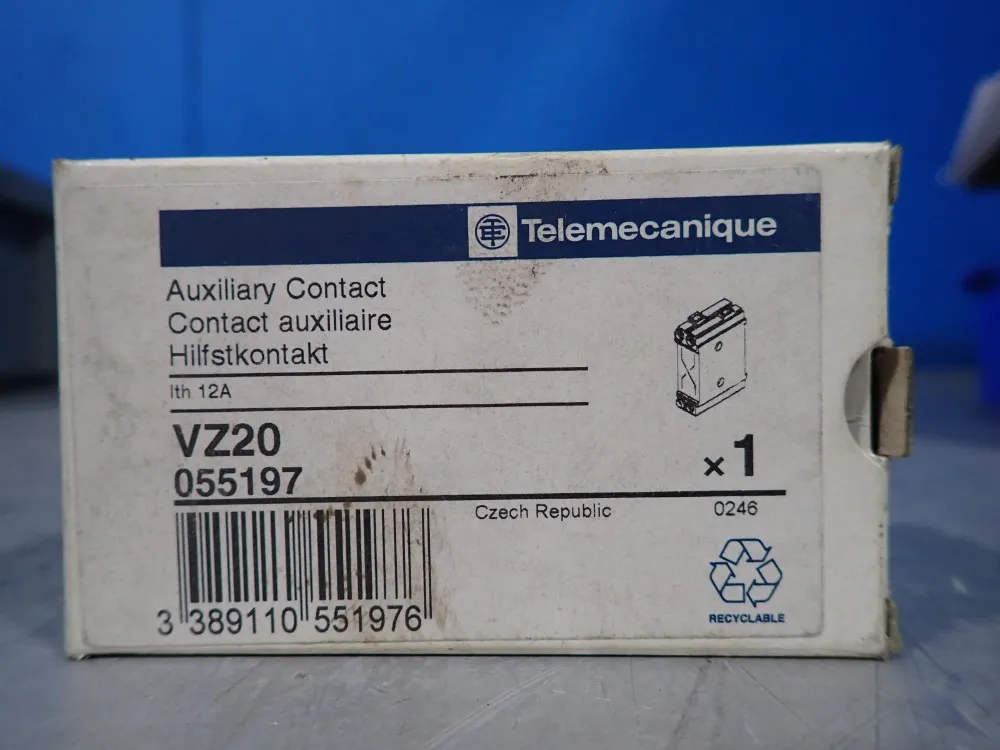 Telemecanique
Auxiliary Contact
Contact auxiliaire
Hilfstkontakt
Ith 12A
VZ20
055197
×1
Czech Republic
0246
3 389110 551976
RECYCLABLE